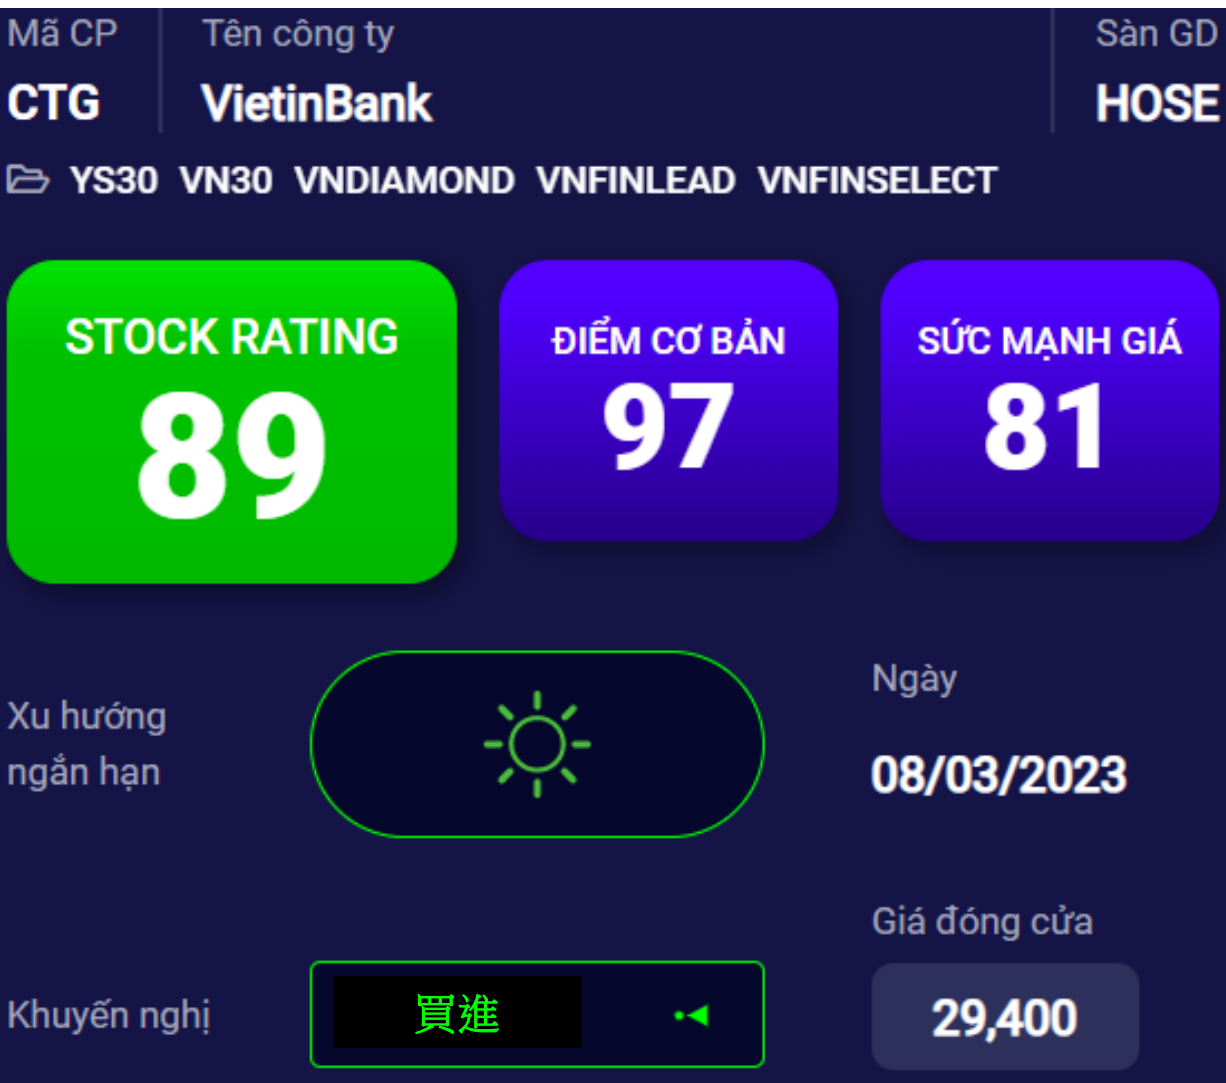 Mã CP Tên công ty Sàn GD
CTG VietinBank HOSE
YS30 VN30 VNDIAMOND VNFINLEAD VNFINSELECT
STOCK RATING
89
ĐIỂM CƠ BẢN
97
SỨC MẠNH GIÁ
81
Xu hướng
ngắn hạn
Ngày
08/03/2023
Khuyến nghị
買進
Giá đóng cửa
29,400